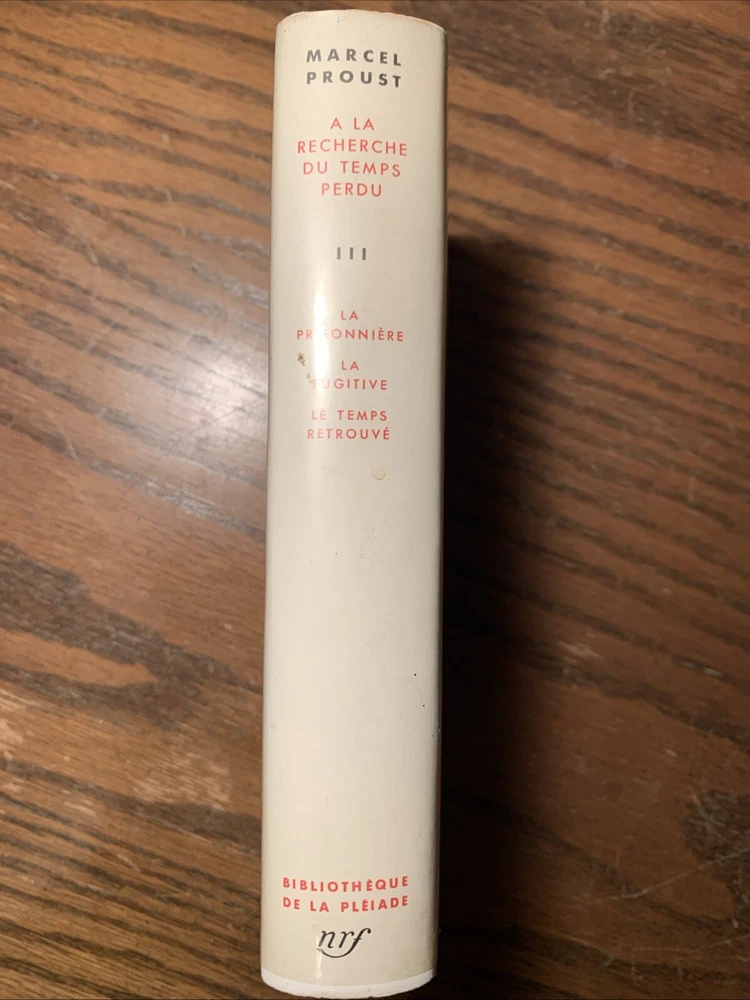 MARCEL
PROUST
A LA
RECHERCHE
DU TEMPS
PERDU
III
LA
PRISONNIÈRE
LA
FUGITIVE
LE TEMPS
RETROUVÉ
BIBLIOTHÈQUE
DE LA PLÉIADE
nrf